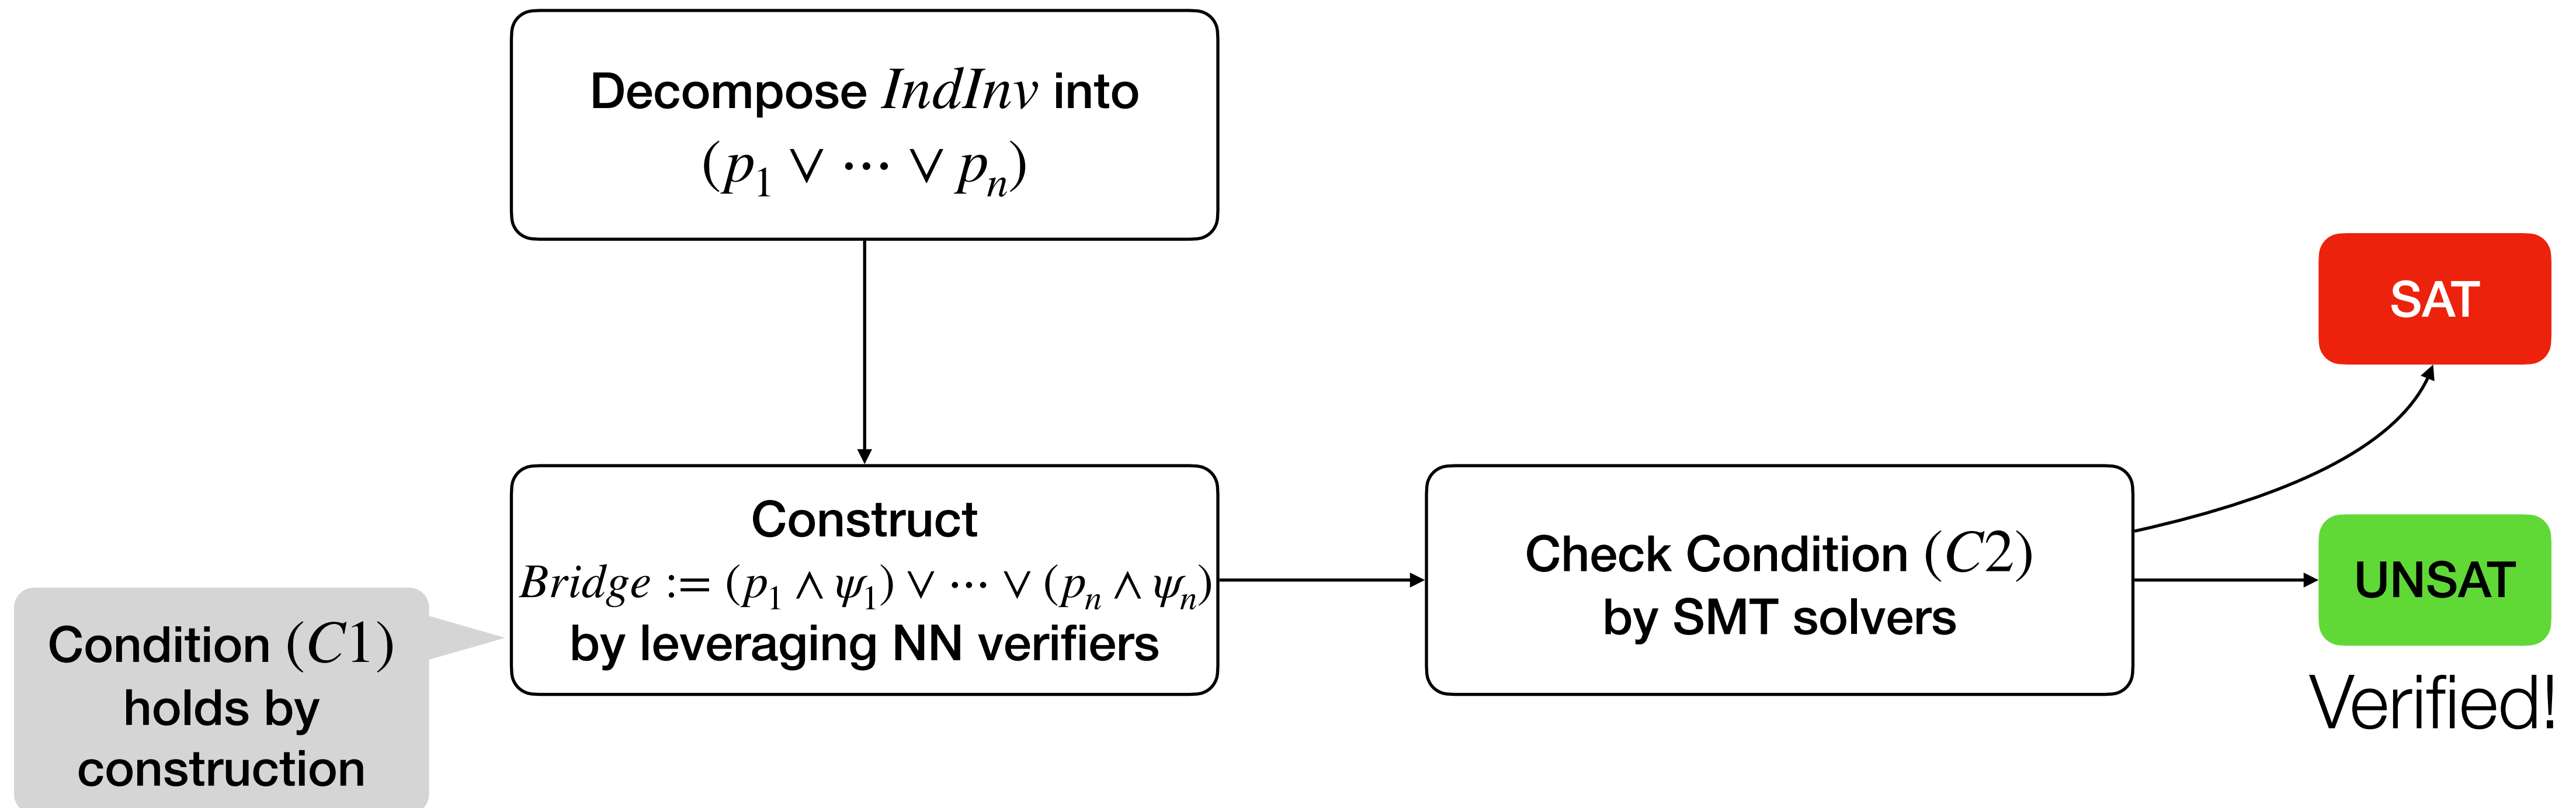 Decompose IndInv into
(p₁ ∨ ⋯ ∨ pₙ)
Construct
Bridge := (p₁ ∧ ψ₁) ∨ ⋯ ∨ (pₙ ∧ ψₙ)
by leveraging NN verifiers
Condition (C1)
holds by
construction
Check Condition (C2)
by SMT solvers
SAT
UNSAT
Verified!